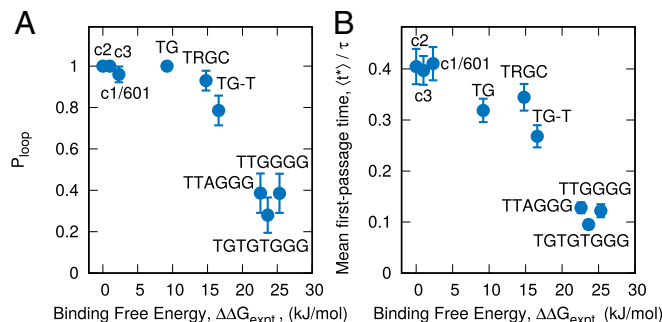 A
P_loop
1
0.8
0.6
0.4
0.2
0
c2 c3
c1/601
TG
TRGC
TG-T
TTGGGG
TTAGGG
TGTGTGGG
0 5 10 15 20 25 30
Binding Free Energy, ΔΔG_expt , (kJ/mol)
B
Mean first-passage time, ⟨t*⟩ / τ
0.4
0.3
0.2
0.1
0
c2
c3
c1/601
TG
TRGC
TG-T
TTGGGG
TTAGGG
TGTGTGGG
0 5 10 15 20 25 30
Binding Free Energy, ΔΔG_expt, (kJ/mol)